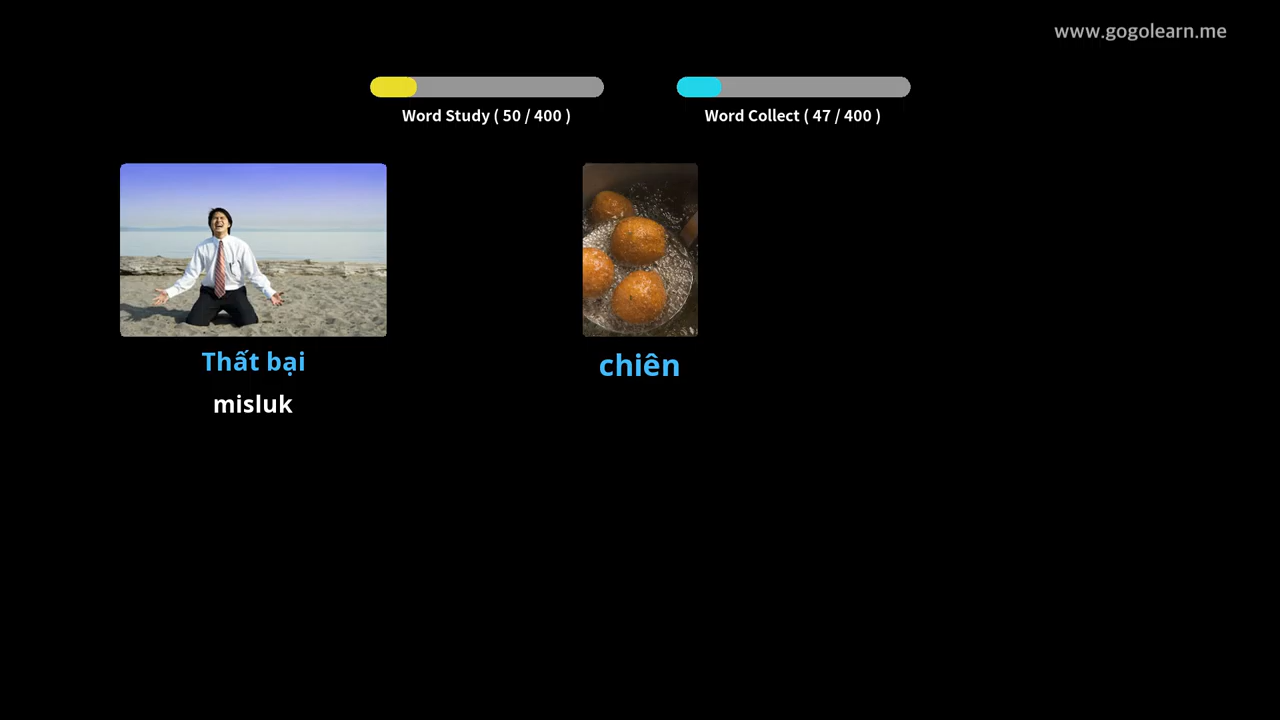 www.gogolearn.me
Word Study ( 50 / 400 )
Word Collect ( 47 / 400 )
Thất bại
misluk
chiên